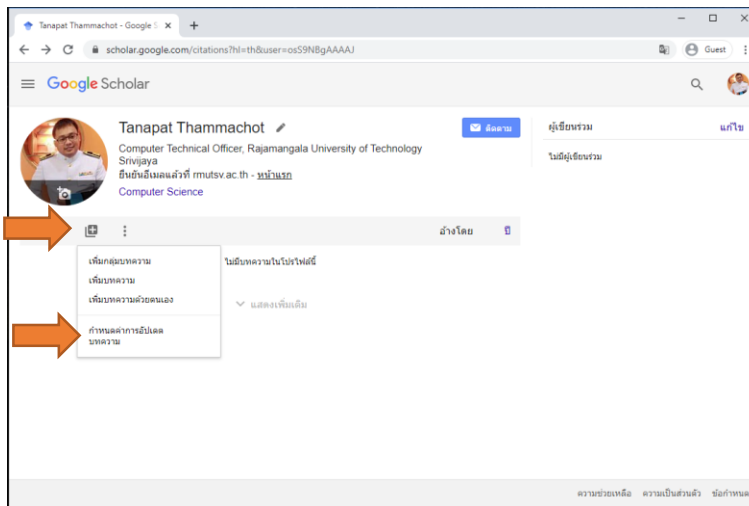 Tanapat Thammachot - Google S
scholar.google.com/citations?hl=th&user=os59NBgAAAAJ
Guest
Google Scholar
Tanapat Thammachot
ติดตาม
Computer Technical Officer, Rajamangala University of Technology
Srivijaya
ยืนยันอีเมลแล้วที่ rmutsv.ac.th - หน้าแรก
Computer Science
ผู้เขียนร่วม
แก้ไข
ไม่มีผู้เขียนร่วม
อ้างโดย
ปี
เพิ่มกลุ่มบทความ
เพิ่มบทความ
เพิ่มบทความด้วยตนเอง
กำหนดค่าการอัปเดต
บทความ
ไม่มีบทความในโปรไฟล์นี้
แสดงเพิ่มเติม
ความช่วยเหลือ ความเป็นส่วนตัว ข้อกำหนด